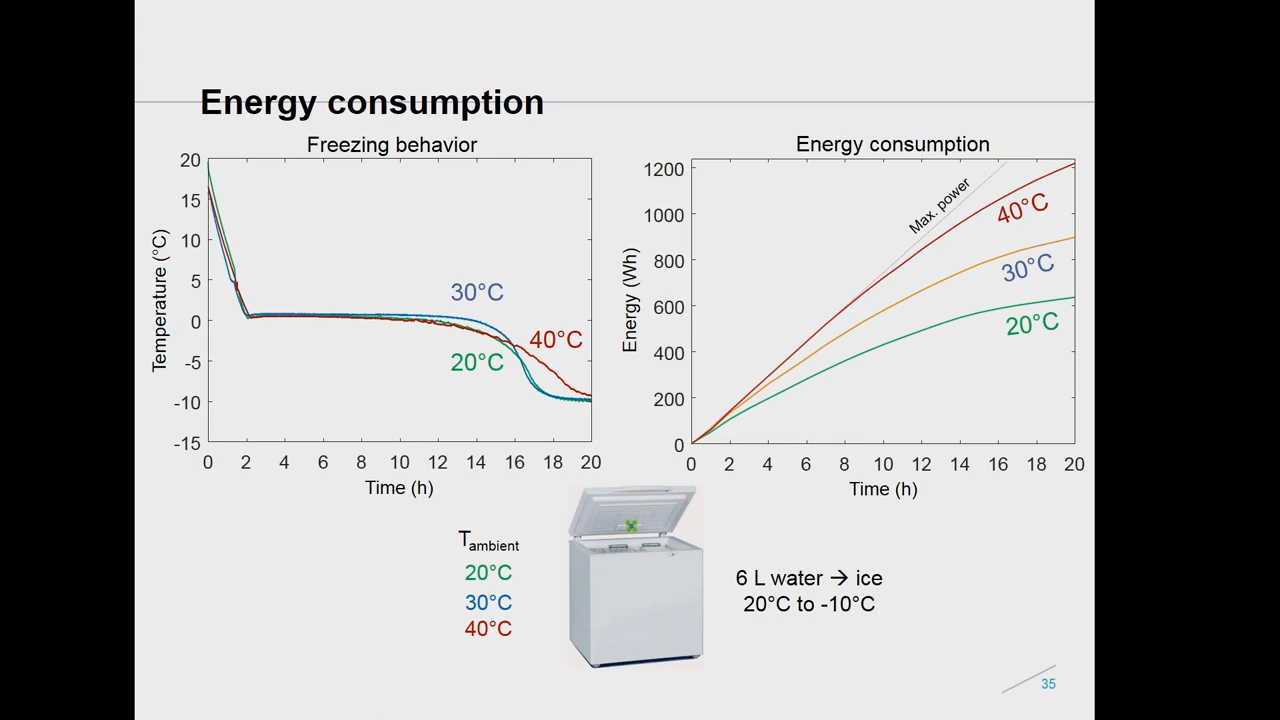 Energy consumption
Freezing behavior
20
15
10
5
0
-5
-10
-15
Temperature (°C)
30°C
40°C
20°C
0 2 4 6 8 10 12 14 16 18 20
Time (h)
Energy consumption
1200
1000
800
600
400
200
0
Energy (Wh)
Max. power
40°C
30°C
20°C
0 2 4 6 8 10 12 14 16 18 20
Time (h)
Tambient
20°C
30°C
40°C
6 L water → ice
20°C to -10°C
35